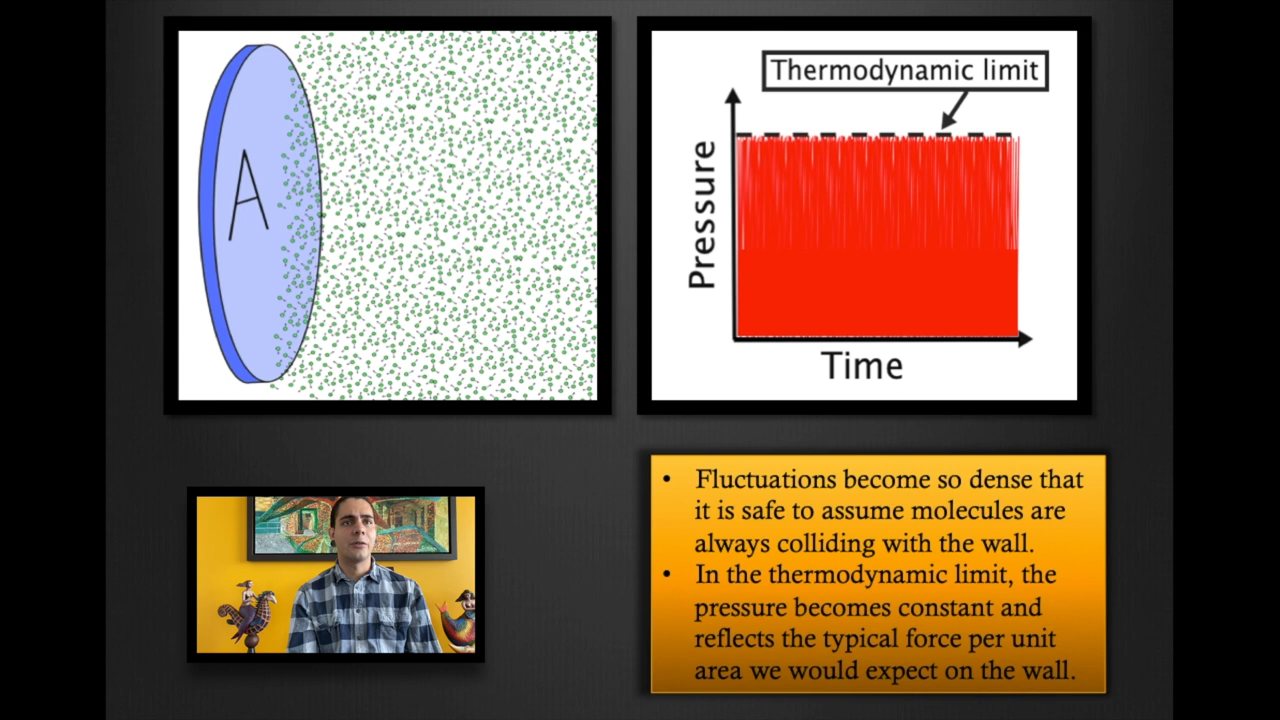 A
Thermodynamic limit
Pressure
Time
• Fluctuations become so dense that
it is safe to assume molecules are
always colliding with the wall.
• In the thermodynamic limit, the
pressure becomes constant and
reflects the typical force per unit
area we would expect on the wall.